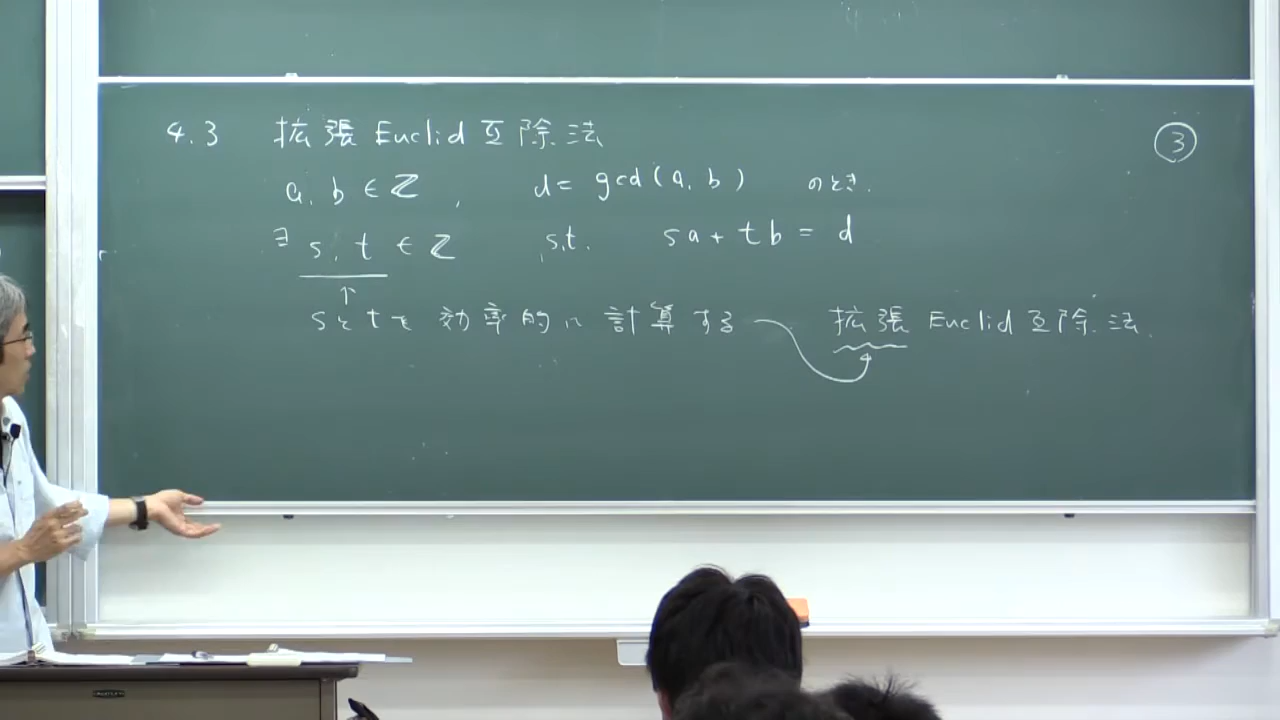 4.3 拡張 Euclid 互除法
③
a, b ∈ ℤ, d = gcd(a, b) のとき.
∃ s, t ∈ ℤ s.t. sa + tb = d
↑
sとtを 効率的に 計算する 拡張 Euclid 互除法.